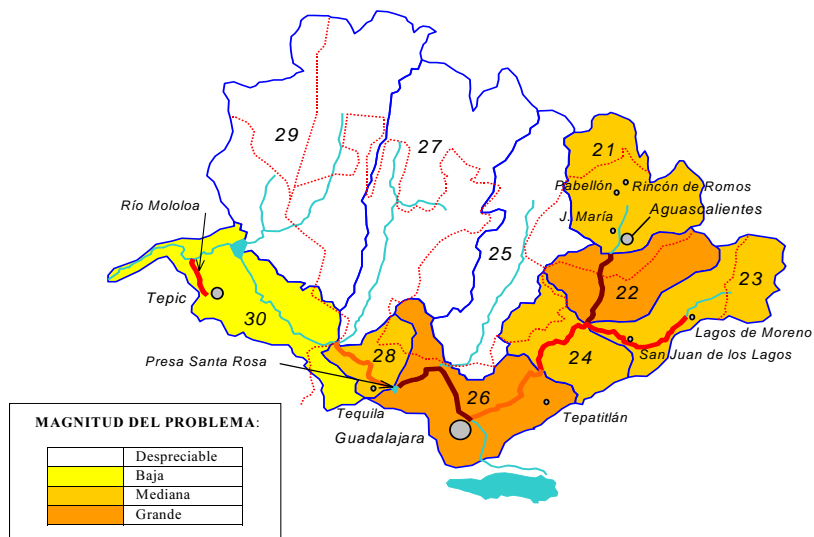 29
27
21
Pabellón
Rincón de Romos
Río Mololoa
J. María
Aguascalientes
25
23
22
Tepic
30
Lagos de Moreno
28
24
San Juan de los Lagos
Presa Santa Rosa
26
Tequila
Tepatitlán
Guadalajara
MAGNITUD DEL PROBLEMA:
Despreciable
Baja
Mediana
Grande